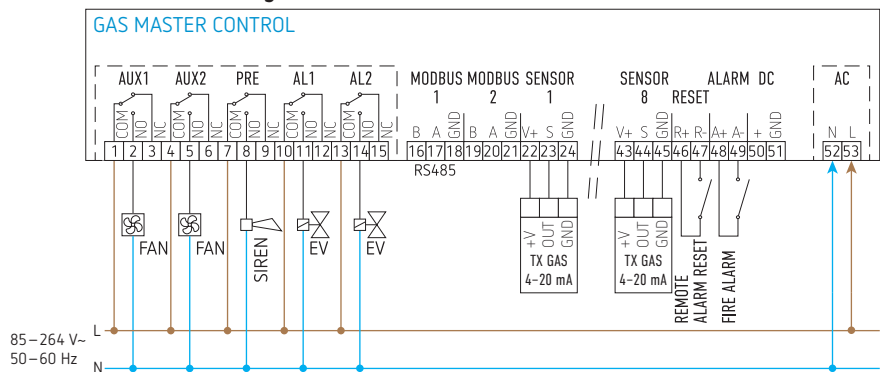 GAS MASTER CONTROL
AUX1 AUX2 PRE AL1 AL2 MODBUS MODBUS SENSOR SENSOR ALARM DC AC
1 2 1 8 RESET
COM NO NC COM NO NC COM NO NC COM NO NC COM NO NC B A GND B A GND V+ S GND V+ S GND R+ R- A+ A- + GND N L
1 2 3 4 5 6 7 8 9 10 11 12 13 14 15 16 17 18 19 20 21 22 23 24 43 44 45 46 47 48 49 50 51 52 53
RS485
+V OUT GND +V OUT GND
FAN FAN SIREN EV EV
TX GAS TX GAS
4–20 mA 4–20 mA
REMOTE
ALARM RESET
FIRE ALARM
85–264 V~ L
50–60 Hz
N